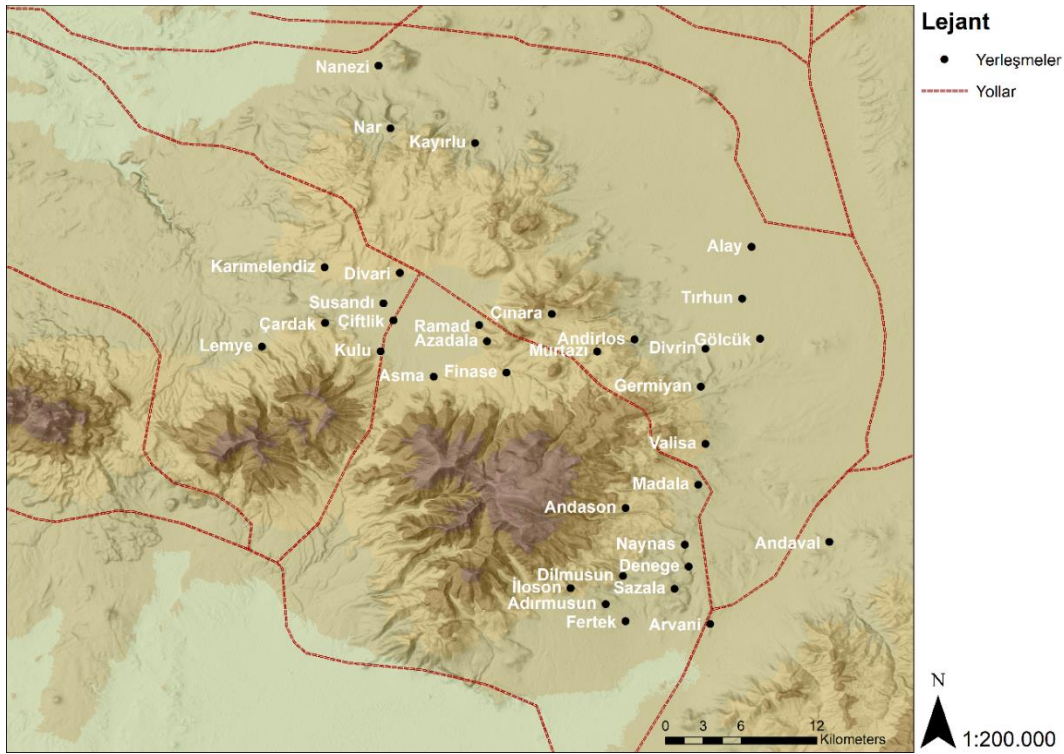 Lejant
Yerleşmeler
Yollar
Nanezi
Nar
Kayırlu
Alay
Karımelendiz
Divari
Tırhun
Susandı
Çınara
Çardak
Çiftlik
Ramad
Azadala
Andirlos
Gölcük
Lemye
Kulu
Murtazı
Divrin
Asma
Finase
Germiyan
Valisa
Madala
Andason
Naynas
Andaval
Denege
Dilmusun
İloson
Sazala
Adırmusun
Fertek
Arvani
N
0 3 6 12
Kilometers
1:200.000